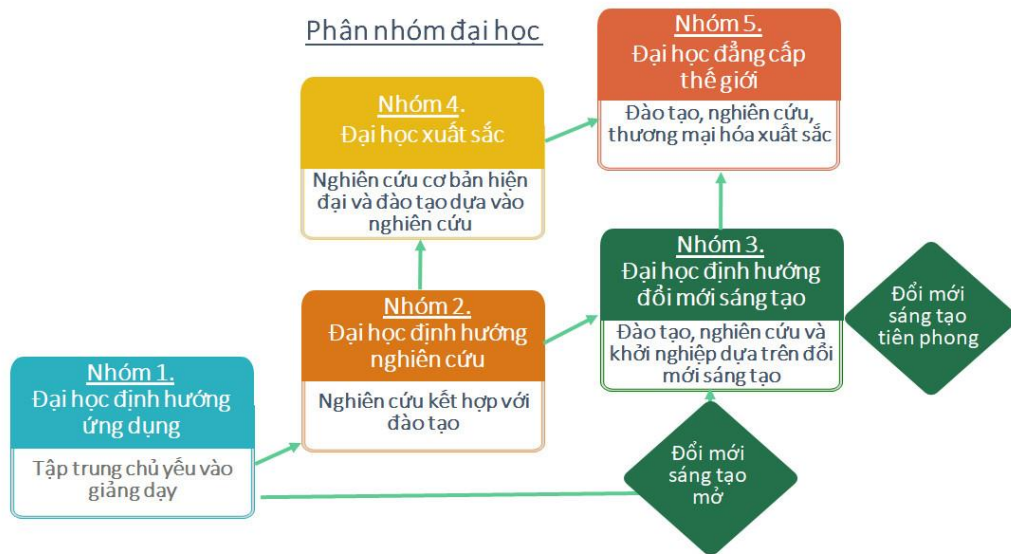 Phân nhóm đại học
Nhóm 5.
Đại học đẳng cấp
thế giới
Đào tạo, nghiên cứu,
thương mại hóa xuất sắc
Nhóm 4.
Đại học xuất sắc
Nghiên cứu cơ bản hiện
đại và đào tạo dựa vào
nghiên cứu
Nhóm 3.
Đại học định hướng
đổi mới sáng tạo
Đào tạo, nghiên cứu và
khởi nghiệp dựa trên đổi
mới sáng tạo
Đổi mới
sáng tạo
tiên phong
Nhóm 2.
Đại học định hướng
nghiên cứu
Nghiên cứu kết hợp với
đào tạo
Nhóm 1.
Đại học định hướng
ứng dụng
Tập trung chủ yếu vào
giảng dạy
Đổi mới
sáng tạo
mở